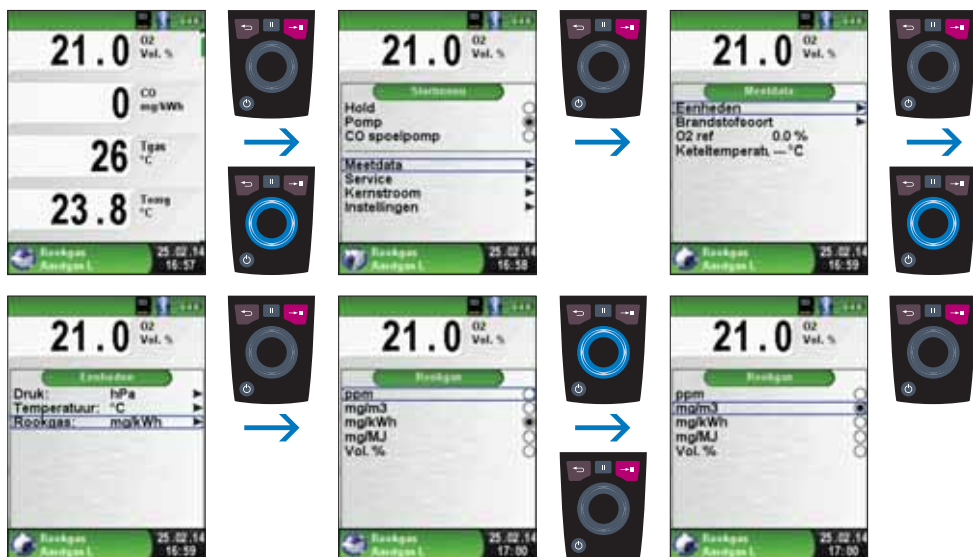 21.0 O2 Vol. %
0 CO mg/kWh
26 Tgas °C
23.8 Temg °C
Rookgas 25.02.14
Aardgas L 16:57
21.0 O2 Vol. %
Startmenu
Hold
Pomp
CO spoelpomp
Meetdata
Service
Kernstroom
Instellingen
Rookgas 25.02.14
Aardgas L 16:58
21.0 O2 Vol. %
Meetdata
Eenheden
Brandstofsoort
O2 ref 0.0 %
Keteltemperatu --- °C
Rookgas 25.02.14
Aardgas L 16:59
21.0 O2 Vol. %
Eenheden
Druk: hPa
Temperatuur: °C
Rookgas: mg/kWh
Rookgas 25.02.14
Aardgas L 16:59
21.0 O2 Vol. %
Rookgas
ppm
mg/m3
mg/kWh
mg/MJ
Vol. %
Rookgas 25.02.14
Aardgas L 17:00
21.0 O2 Vol. %
Rookgas
ppm
mg/m3
mg/kWh
mg/MJ
Vol. %
Rookgas 25.02.14
Aardgas L 17:30